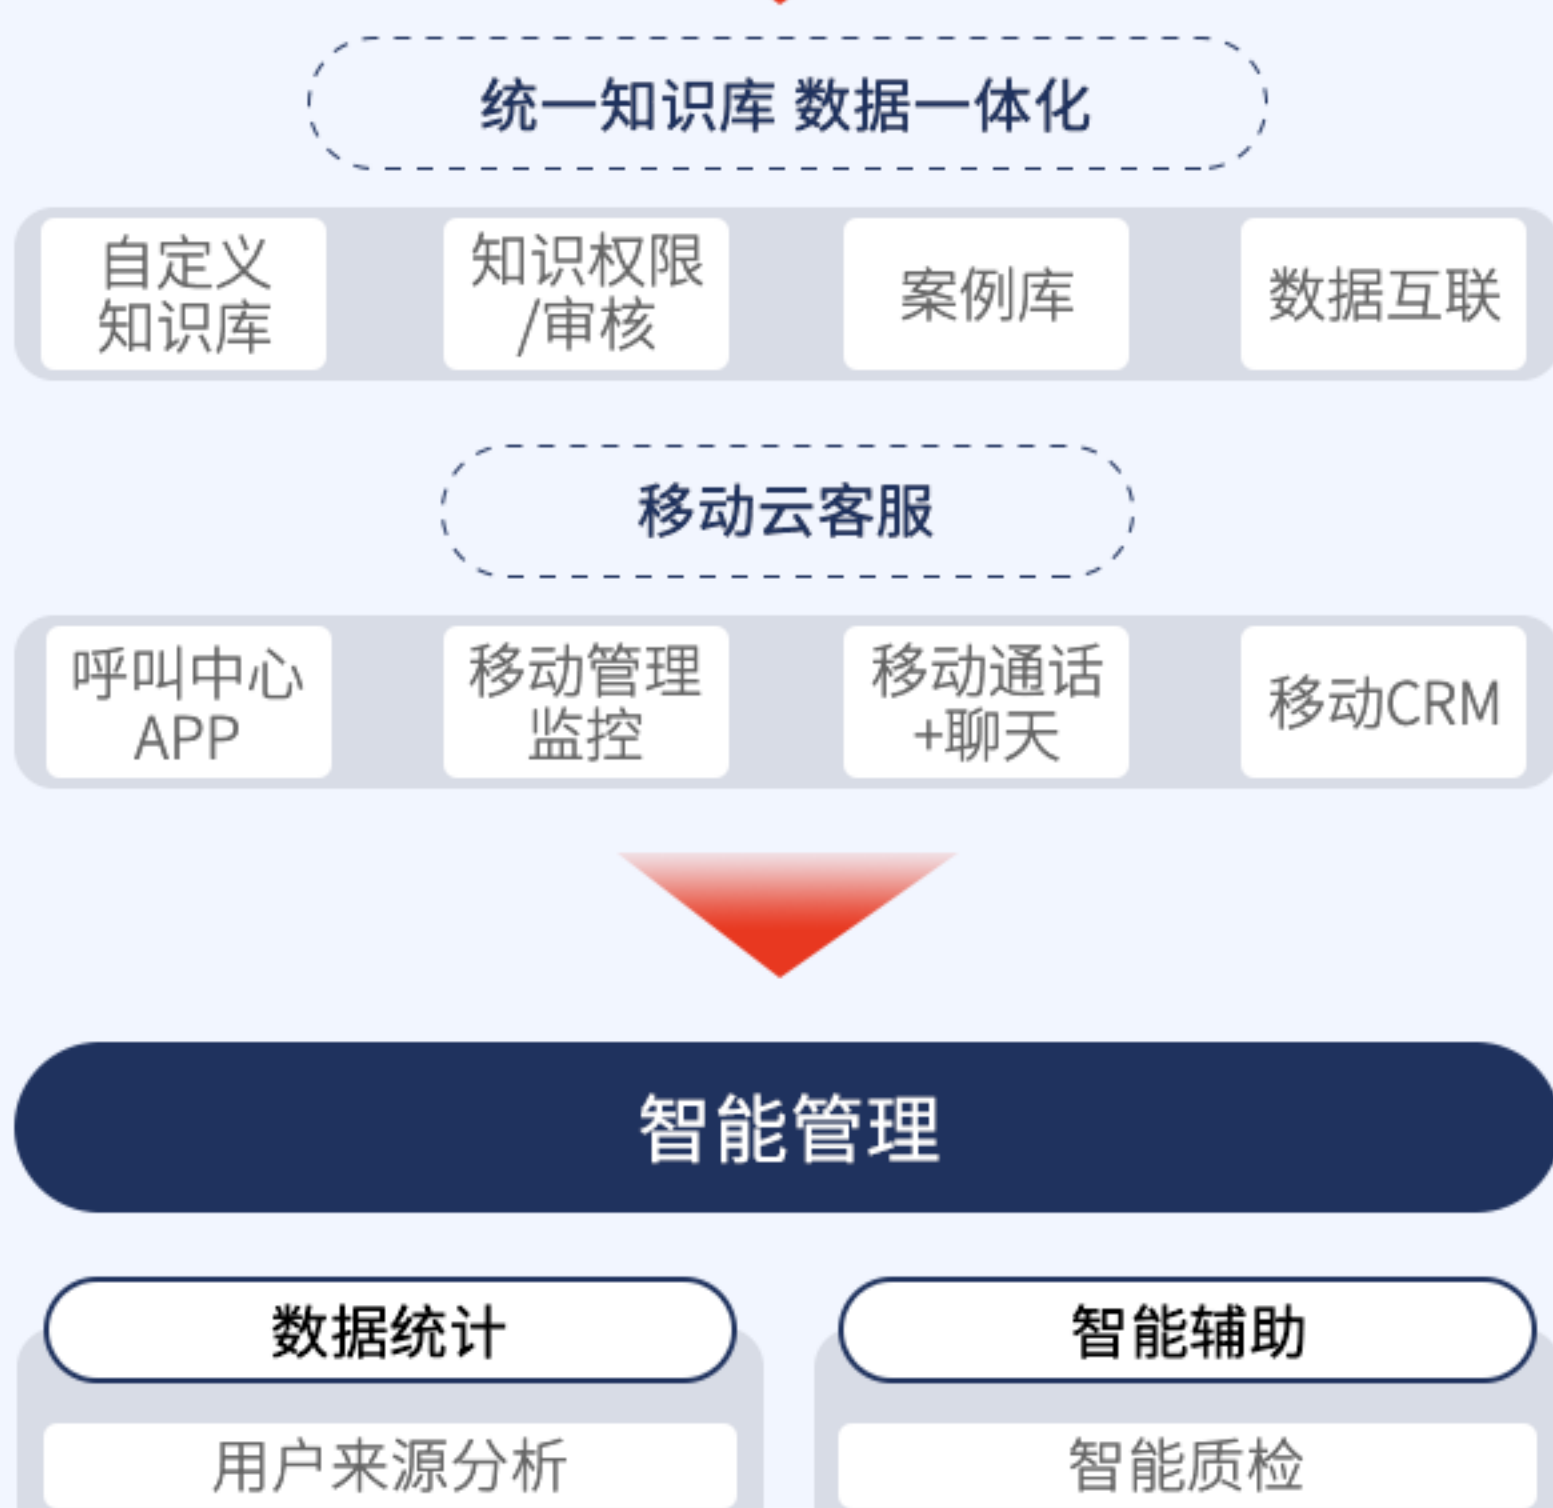 统一知识库 数据一体化
自定义
知识库
知识权限
/审核
案例库
数据互联
移动云客服
呼叫中心
APP
移动管理
监控
移动通话
+聊天
移动CRM
智能管理
数据统计
智能辅助
用户来源分析
智能质检